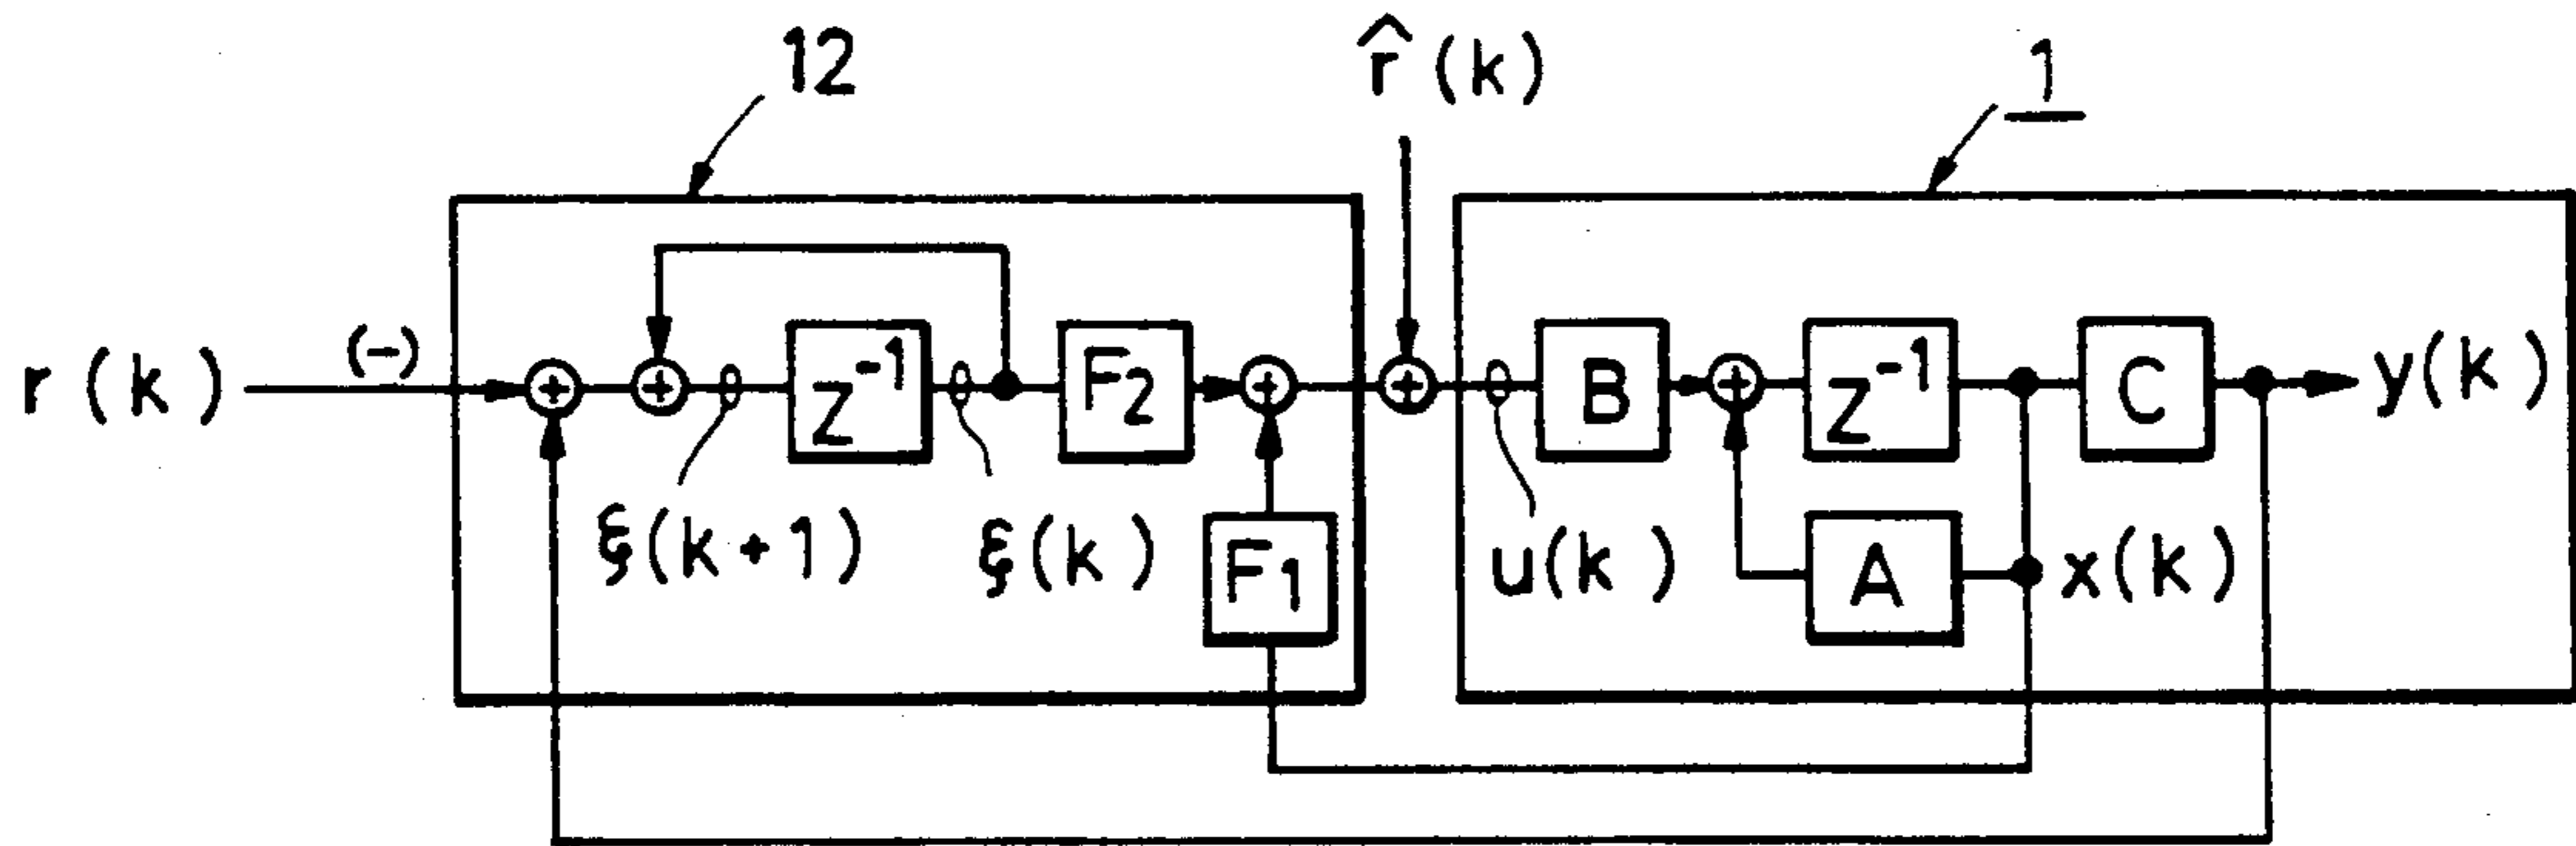 12
r̂(k)
1
r(k)
(-)
+
+
Z⁻¹
F₂
+
+
B
+
Z⁻¹
C
y(k)
ξ(k+1)
ξ(k)
F₁
u(k)
A
x(k)